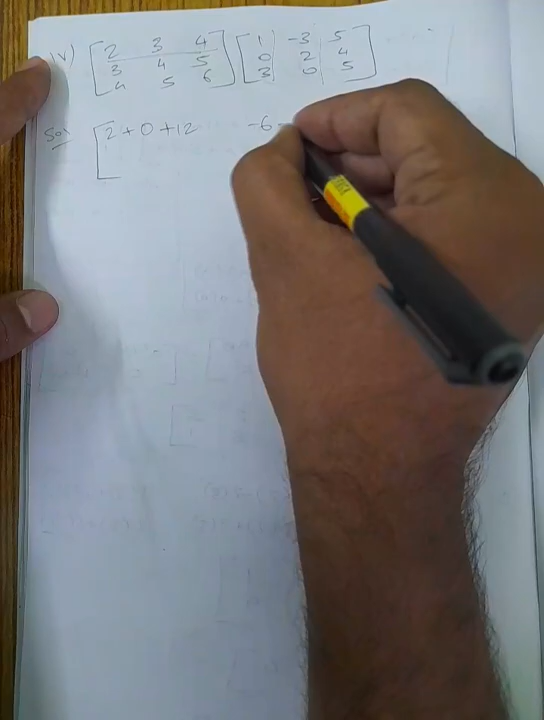 iv) [2 3 4 [1 -3 5
3 4 5 0 2 4
4 5 6] 3 0 5]
Sol [2+0+12 -6